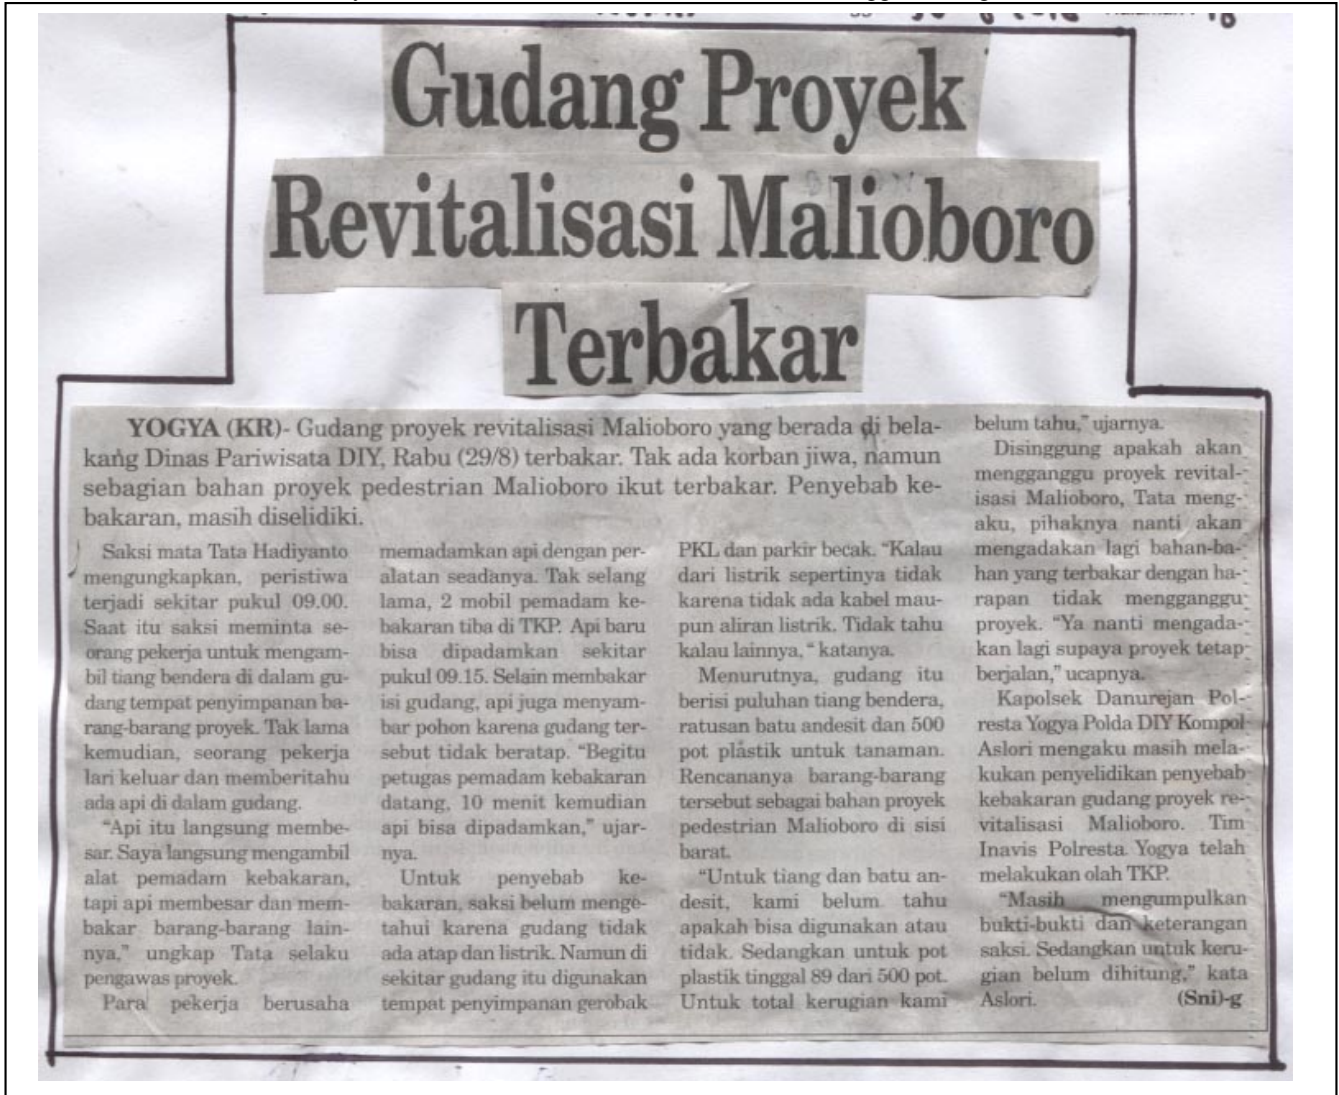 Gudang Proyek
Revitalisasi Malioboro
Terbakar
YOGYA (KR)- Gudang proyek revitalisasi Malioboro yang berada di bela-
kang Dinas Pariwisata DIY, Rabu (29/8) terbakar. Tak ada korban jiwa, namun
sebagian bahan proyek pedestrian Malioboro ikut terbakar. Penyebab ke-
bakaran, masih diselidiki.
Saksi mata Tata Hadiyanto
mengungkapkan, peristiwa
terjadi sekitar pukul 09.00.
Saat itu saksi meminta se-
orang pekerja untuk mengam-
bil tiang bendera di dalam gu-
dang tempat penyimpanan ba-
rang-barang proyek. Tak lama
kemudian, seorang pekerja
lari keluar dan memberitahu
ada api di dalam gudang.
"Api itu langsung membe-
sar. Saya langsung mengambil
alat pemadam kebakaran,
tapi api membesar dan mem-
bakar barang-barang lain-
nya," ungkap Tata selaku
pengawas proyek.
Para pekerja berusaha
memadamkan api dengan per-
alatan seadanya. Tak selang
lama, 2 mobil pemadam ke-
bakaran tiba di TKP. Api baru
bisa dipadamkan sekitar
pukul 09.15. Selain membakar
isi gudang, api juga menyam-
bar pohon karena gudang ter-
sebut tidak beratap. "Begitu
petugas pemadam kebakaran
datang, 10 menit kemudian
api bisa dipadamkan," ujar-
nya.
Untuk penyebab ke-
bakaran, saksi belum menge-
tahui karena gudang tidak
ada atap dan listrik. Namun di
sekitar gudang itu digunakan
tempat penyimpanan gerobak
PKL dan parkir becak. "Kalau
dari listrik sepertinya tidak
karena tidak ada kabel mau-
pun aliran listrik. Tidak tahu
kalau lainnya, " katanya.
Menurutnya, gudang itu
berisi puluhan tiang bendera,
ratusan batu andesit dan 500
pot plastik untuk tanaman.
Rencananya barang-barang
tersebut sebagai bahan proyek
pedestrian Malioboro di sisi
barat.
"Untuk tiang dan batu an-
desit, kami belum tahu
apakah bisa digunakan atau
tidak. Sedangkan untuk pot
plastik tinggal 89 dari 500 pot.
Untuk total kerugian kami
belum tahu," ujarnya.
Disinggung apakah akan
mengganggu proyek revital-
isasi Malioboro, Tata meng-
aku, pihaknya nanti akan
mengadakan lagi bahan-ba-
han yang terbakar dengan ha-
rapan tidak mengganggu
proyek. "Ya nanti mengada-
kan lagi supaya proyek tetap
berjalan," ucapnya.
Kapolsek Danurejan Pol-
resta Yogya Polda DIY Kompol
Aslori mengaku masih mela-
kukan penyelidikan penyebab
kebakaran gudang proyek re-
vitalisasi Malioboro. Tim
Inavis Polresta Yogya telah
melakukan olah TKP.
"Masih mengumpulkan
bukti-bukti dan keterangan
saksi. Sedangkan untuk keru-
gian belum dihitung," kata
Aslori. (Sni)-g